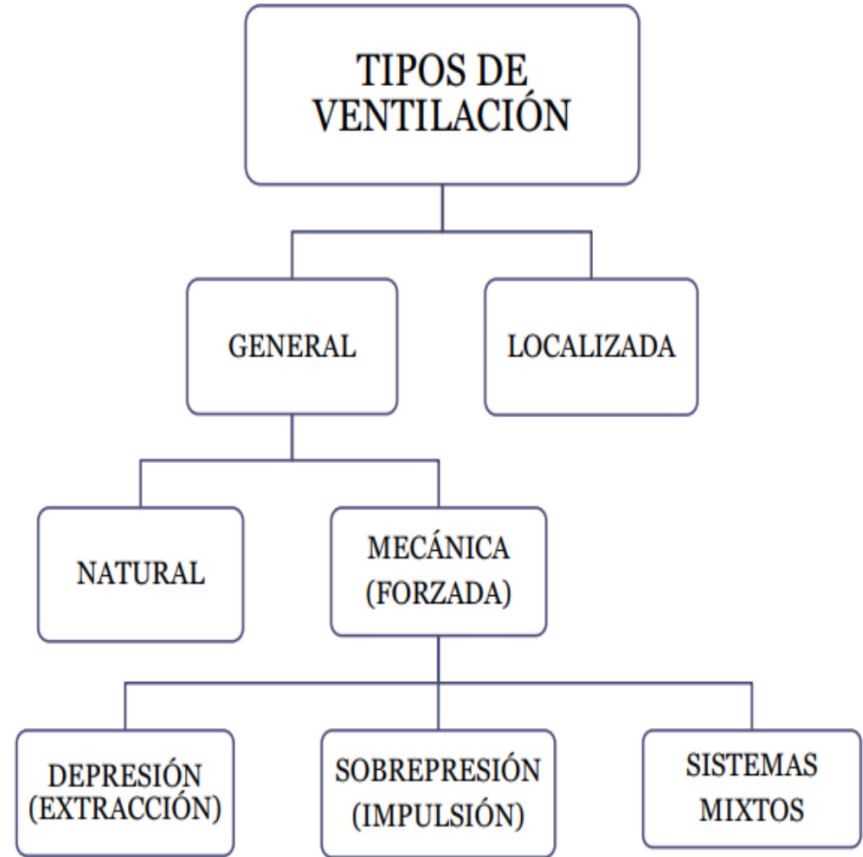 TIPOS DE
VENTILACIÓN
GENERAL
LOCALIZADA
NATURAL
MECÁNICA
(FORZADA)
DEPRESIÓN
(EXTRACCIÓN)
SOBREPRESIÓN
(IMPULSIÓN)
SISTEMAS
MIXTOS